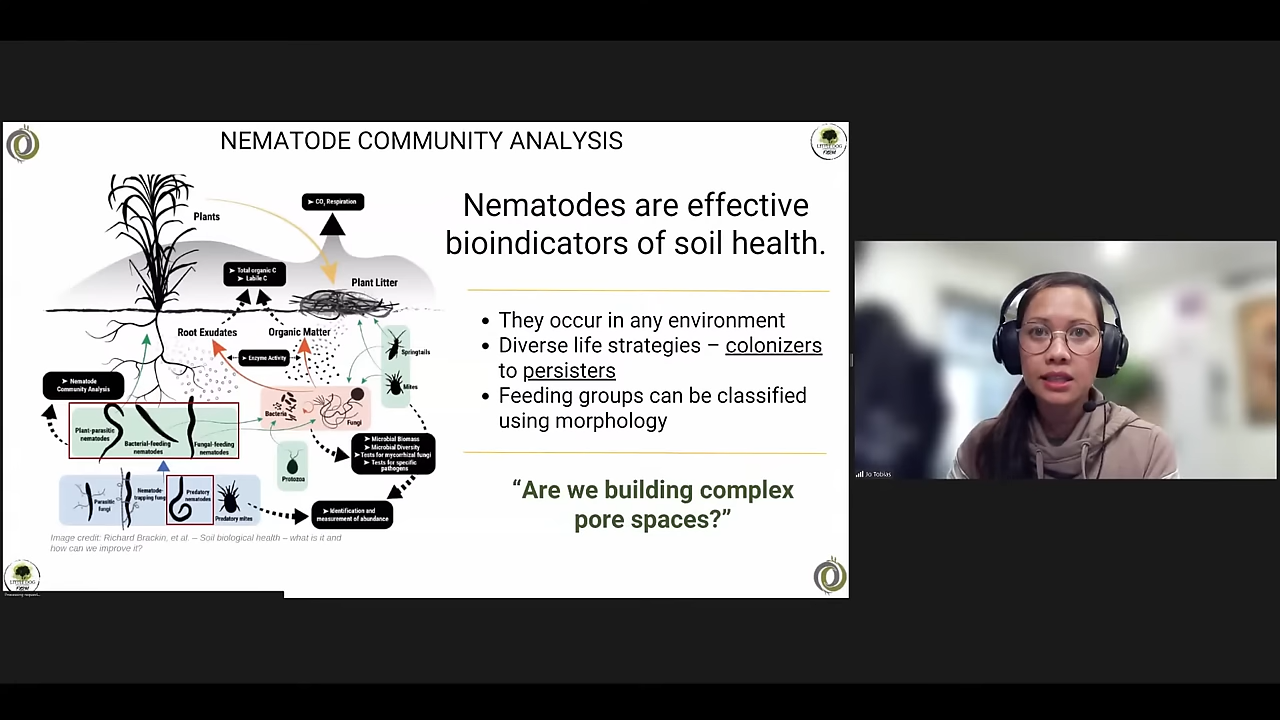 NEMATODE COMMUNITY ANALYSIS
LITTLE DOG
FARM
Nematodes are effective
bioindicators of soil health.
They occur in any environment
Diverse life strategies – colonizers
to persisters
Feeding groups can be classified
using morphology
“Are we building complex
pore spaces?”
➤ CO₂ Respiration
Plants
➤ Total organic C
➤ Labile C
Plant Litter
Root Exudates
Organic Matter
➤ Enzyme Activity
Springtails
Mites
➤ Nematode
Community Analysis
Bacteria
Fungi
Plant-parasitic
nematodes
Bacterial-feeding
nematodes
Fungal-feeding
nematodes
➤ Microbial Biomass
➤ Microbial Diversity
➤ Tests for mycorrhizal fungi
➤ Tests for specific
pathogens
Protozoa
Parasitic
fungi
Nematode-
trapping fungi
Predatory
nematodes
Predatory mites
➤ Identification and
measurement of abundance
Image credit: Richard Brackin, et al. – Soil biological health – what is it and
how can we improve it?
Jo Tobias